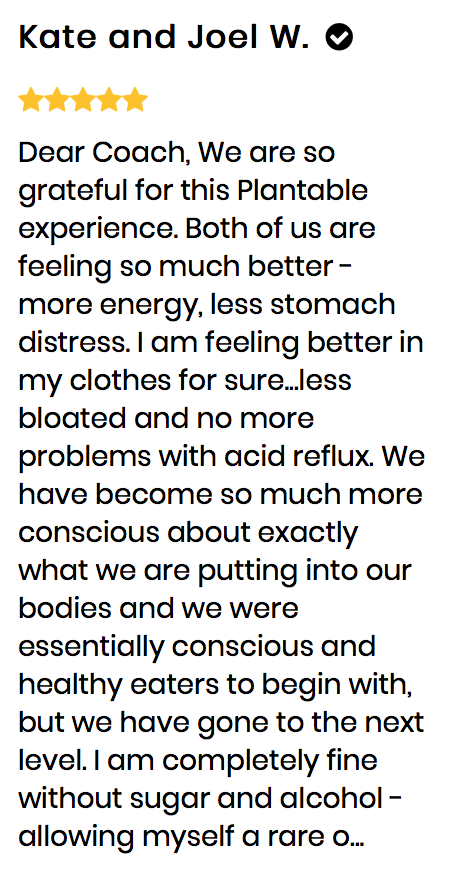 Kate and Joel W.
Dear Coach, We are so
grateful for this Plantable
experience. Both of us are
feeling so much better -
more energy, less stomach
distress. I am feeling better in
my clothes for sure...less
bloated and no more
problems with acid reflux. We
have become so much more
conscious about exactly
what we are putting into our
bodies and we were
essentially conscious and
healthy eaters to begin with,
but we have gone to the next
level. I am completely fine
without sugar and alcohol -
allowing myself a rare o...